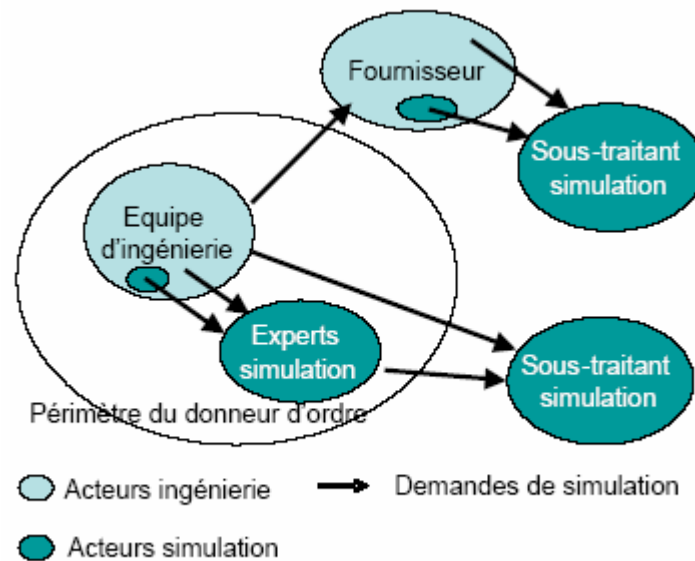 Fournisseur
Sous-traitant
simulation
Equipe
d'ingénierie
Experts
simulation
Sous-traitant
simulation
Périmètre du donneur d'ordre
Acteurs ingénierie
Demandes de simulation
Acteurs simulation